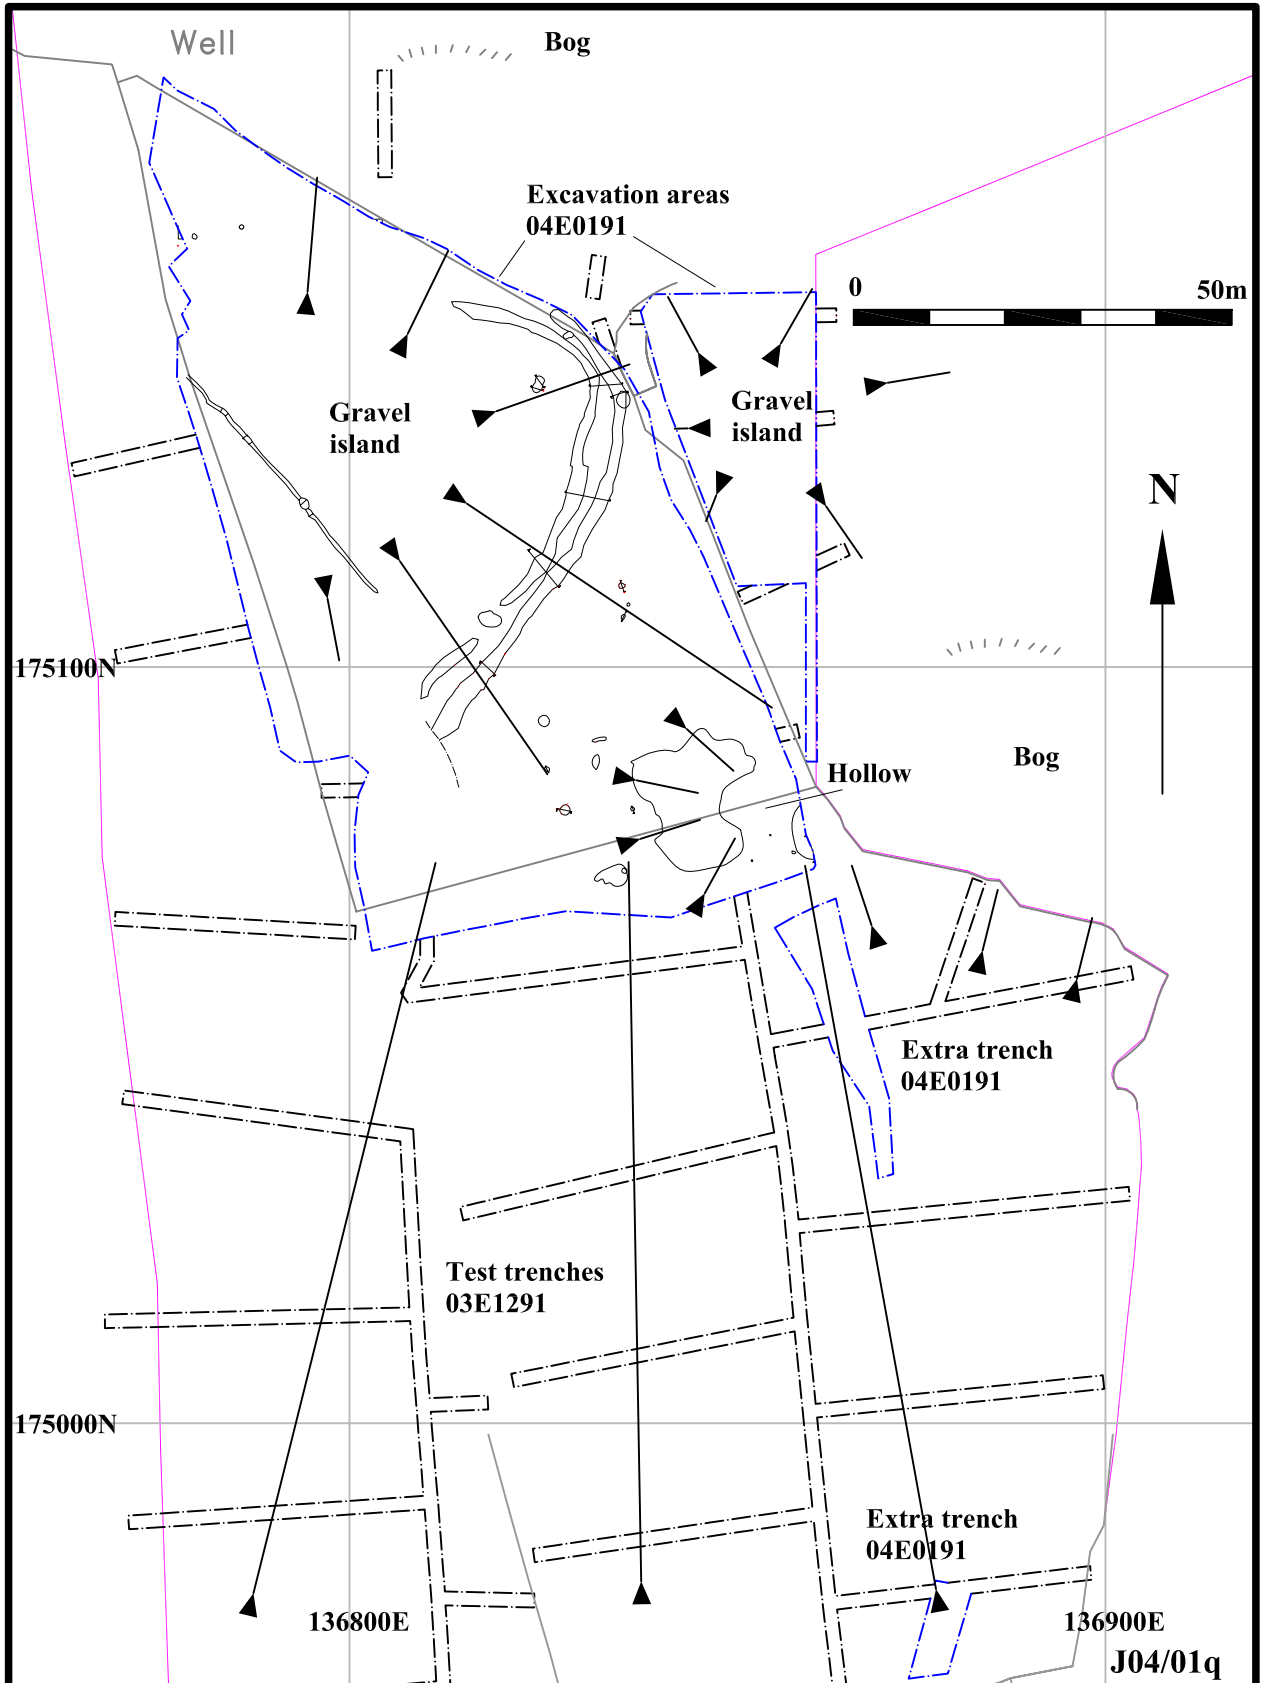 Well
Bog
Excavation areas
04E0191
0
50m
Gravel
island
Gravel
island
N
175100N
Bog
Hollow
Extra trench
04E0191
Test trenches
03E1291
175000N
Extra trench
04E0191
136800E
136900E
J04/01q